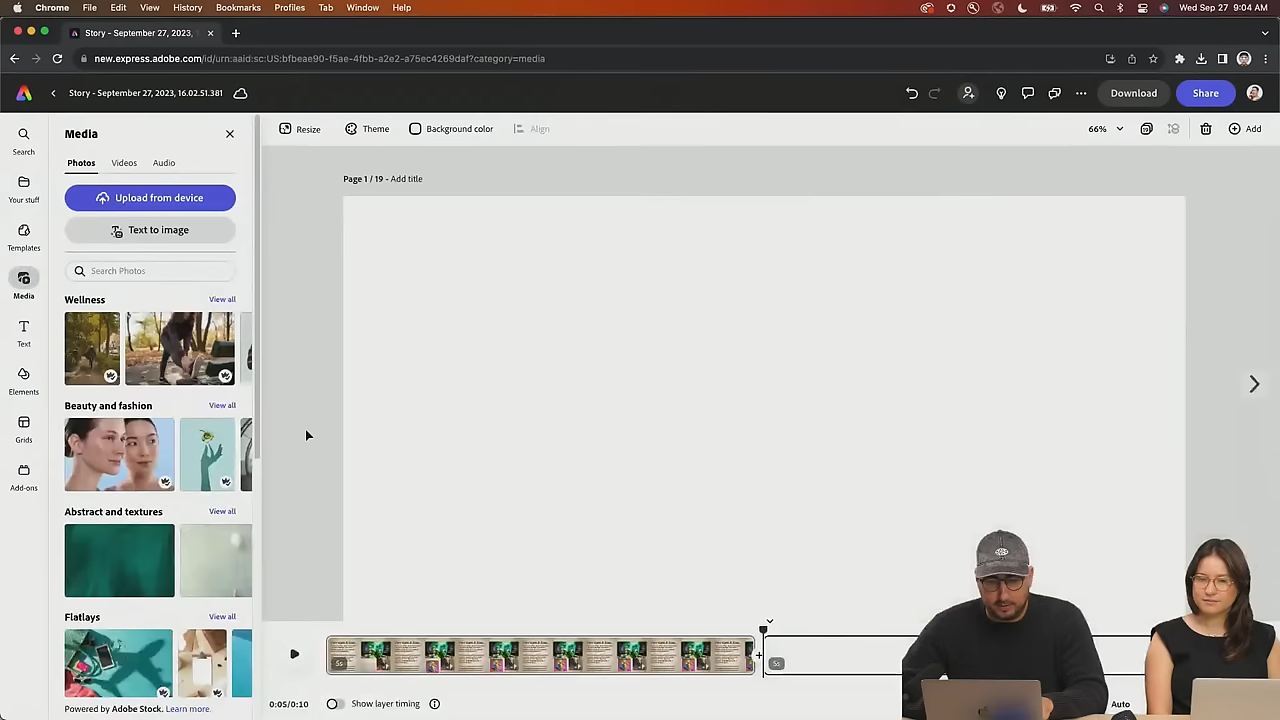 Chrome File Edit View History Bookmarks Profiles Tab Window Help Wed Sep 27 9:04 AM
Story - September 27, 2023,
new.express.adobe.com/id/urn:aaid:sc:US:bfbeae90-f5ae-4fbb-a2e2-a75ec4269daf?category=media
Story - September 27, 2023, 16.02.51.381 Download Share
Search
Your stuff
Templates
Media
Text
Elements
Grids
Add-ons
Media
Photos Videos Audio
Upload from device
Text to image
Search Photos
Wellness View all
Beauty and fashion View all
Abstract and textures View all
Flatlays View all
Powered by Adobe Stock. Learn more.
Resize Theme Background color Align 66% Add
Page 1 / 19 - Add title
5s 5s
0:05/0:10 Show layer timing Auto